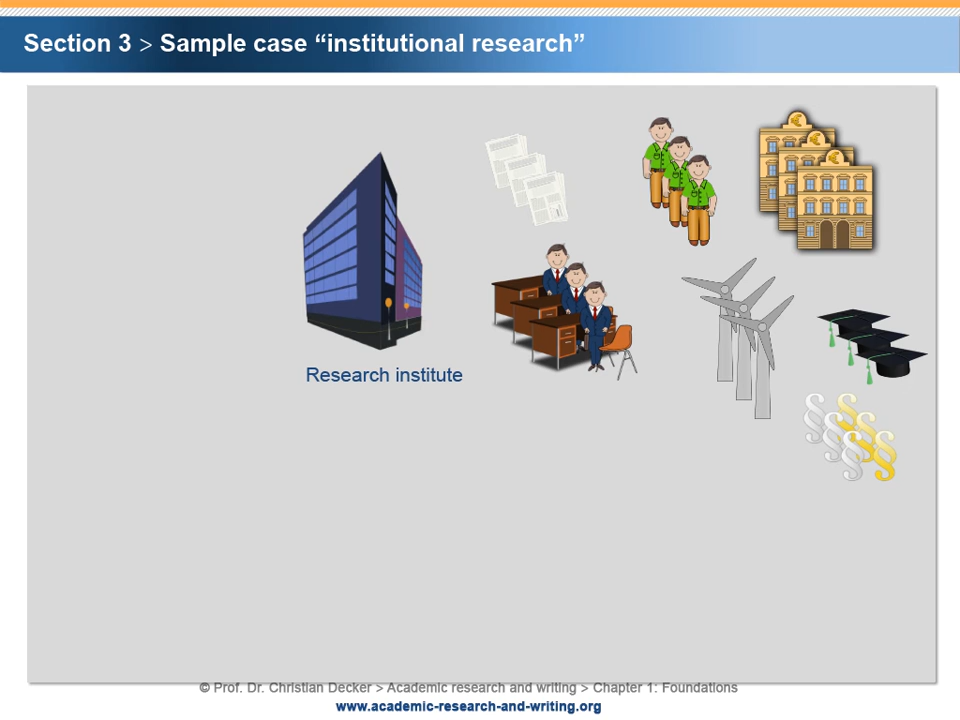 Section 3 > Sample case “institutional research”
Research institute
© Prof. Dr. Christian Decker > Academic research and writing > Chapter 1: Foundations
www.academic-research-and-writing.org